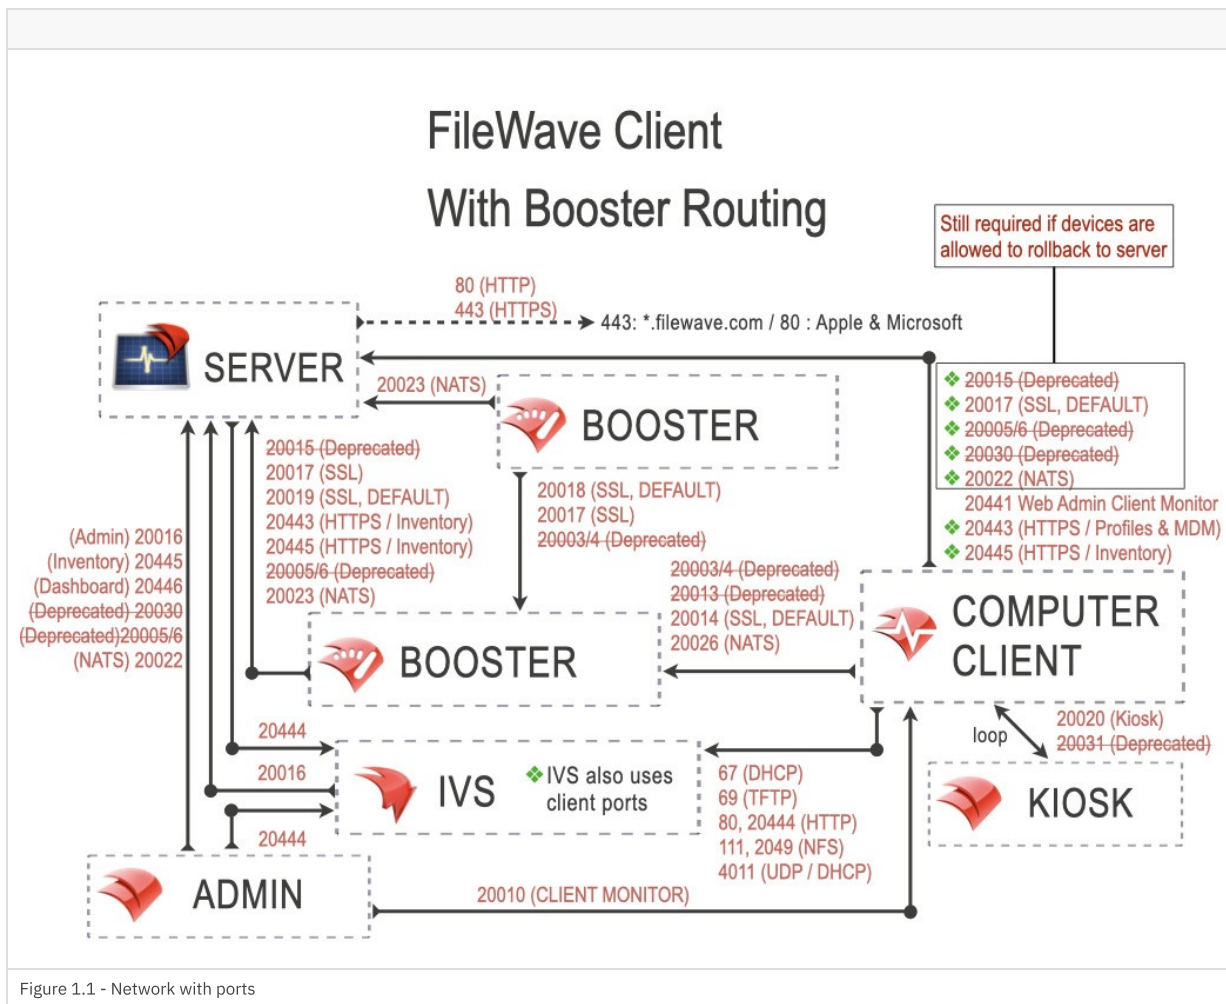 FileWave Client
With Booster Routing
Still required if devices are
allowed to rollback to server
80 (HTTP)
443 (HTTPS)
443: *.filewave.com / 80 : Apple & Microsoft
SERVER
20023 (NATS)
BOOSTER
20015 (Deprecated)
20017 (SSL, DEFAULT)
20005/6 (Deprecated)
20030 (Deprecated)
20022 (NATS)
20441 Web Admin Client Monitor
20443 (HTTPS / Profiles & MDM)
20445 (HTTPS / Inventory)
20015 (Deprecated)
20017 (SSL)
20019 (SSL, DEFAULT)
20443 (HTTPS / Inventory)
20445 (HTTPS / Inventory)
20005/6 (Deprecated)
20023 (NATS)
20018 (SSL, DEFAULT)
20017 (SSL)
20003/4 (Deprecated)
(Admin) 20016
(Inventory) 20445
(Dashboard) 20446
(Deprecated) 20030
(Deprecated)20005/6
(NATS) 20022
20003/4 (Deprecated)
20013 (Deprecated)
20014 (SSL, DEFAULT)
20026 (NATS)
COMPUTER
CLIENT
BOOSTER
20444
20016
20444
IVS
IVS also uses
client ports
67 (DHCP)
69 (TFTP)
80, 20444 (HTTP)
111, 2049 (NFS)
4011 (UDP / DHCP)
loop
20020 (Kiosk)
20031 (Deprecated)
KIOSK
ADMIN
20010 (CLIENT MONITOR)
Figure 1.1 - Network with ports